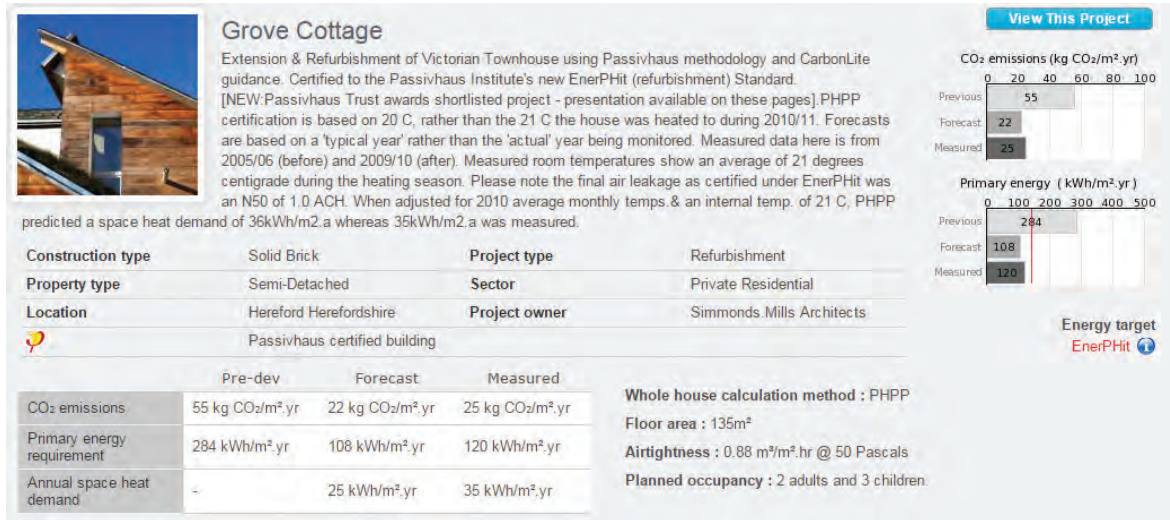 Grove Cottage
Extension & Refurbishment of Victorian Townhouse using Passivhaus methodology and CarbonLite
guidance. Certified to the Passivhaus Institute's new EnerPHit (refurbishment) Standard.
[NEW:Passivhaus Trust awards shortlisted project - presentation available on these pages].PHPP
certification is based on 20 C, rather than the 21 C the house was heated to during 2010/11. Forecasts
are based on a 'typical year' rather than the 'actual' year being monitored. Measured data here is from
2005/06 (before) and 2009/10 (after). Measured room temperatures show an average of 21 degrees
centigrade during the heating season. Please note the final air leakage as certified under EnerPHit was
an N50 of 1.0 ACH. When adjusted for 2010 average monthly temps.& an internal temp. of 21 C, PHPP
predicted a space heat demand of 36kWh/m2.a whereas 35kWh/m2.a was measured.
View This Project
CO₂ emissions (kg CO₂/m².yr)
0 20 40 60 80 100
Previous 55
Forecast 22
Measured 25
Primary energy ( kWh/m².yr )
0 100 200 300 400 500
Previous 284
Forecast 108
Measured 120
Energy target
EnerPHit i
Construction type Solid Brick Project type Refurbishment
Property type Semi-Detached Sector Private Residential
Location Hereford Herefordshire Project owner Simmonds Mills Architects
Passivhaus certified building
Pre-dev Forecast Measured
CO₂ emissions 55 kg CO₂/m².yr 22 kg CO₂/m².yr 25 kg CO₂/m².yr
Primary energy
requirement 284 kWh/m².yr 108 kWh/m².yr 120 kWh/m².yr
Annual space heat
demand - 25 kWh/m².yr 35 kWh/m².yr
Whole house calculation method : PHPP
Floor area : 135m²
Airtightness : 0.88 m³/m².hr @ 50 Pascals
Planned occupancy : 2 adults and 3 children.